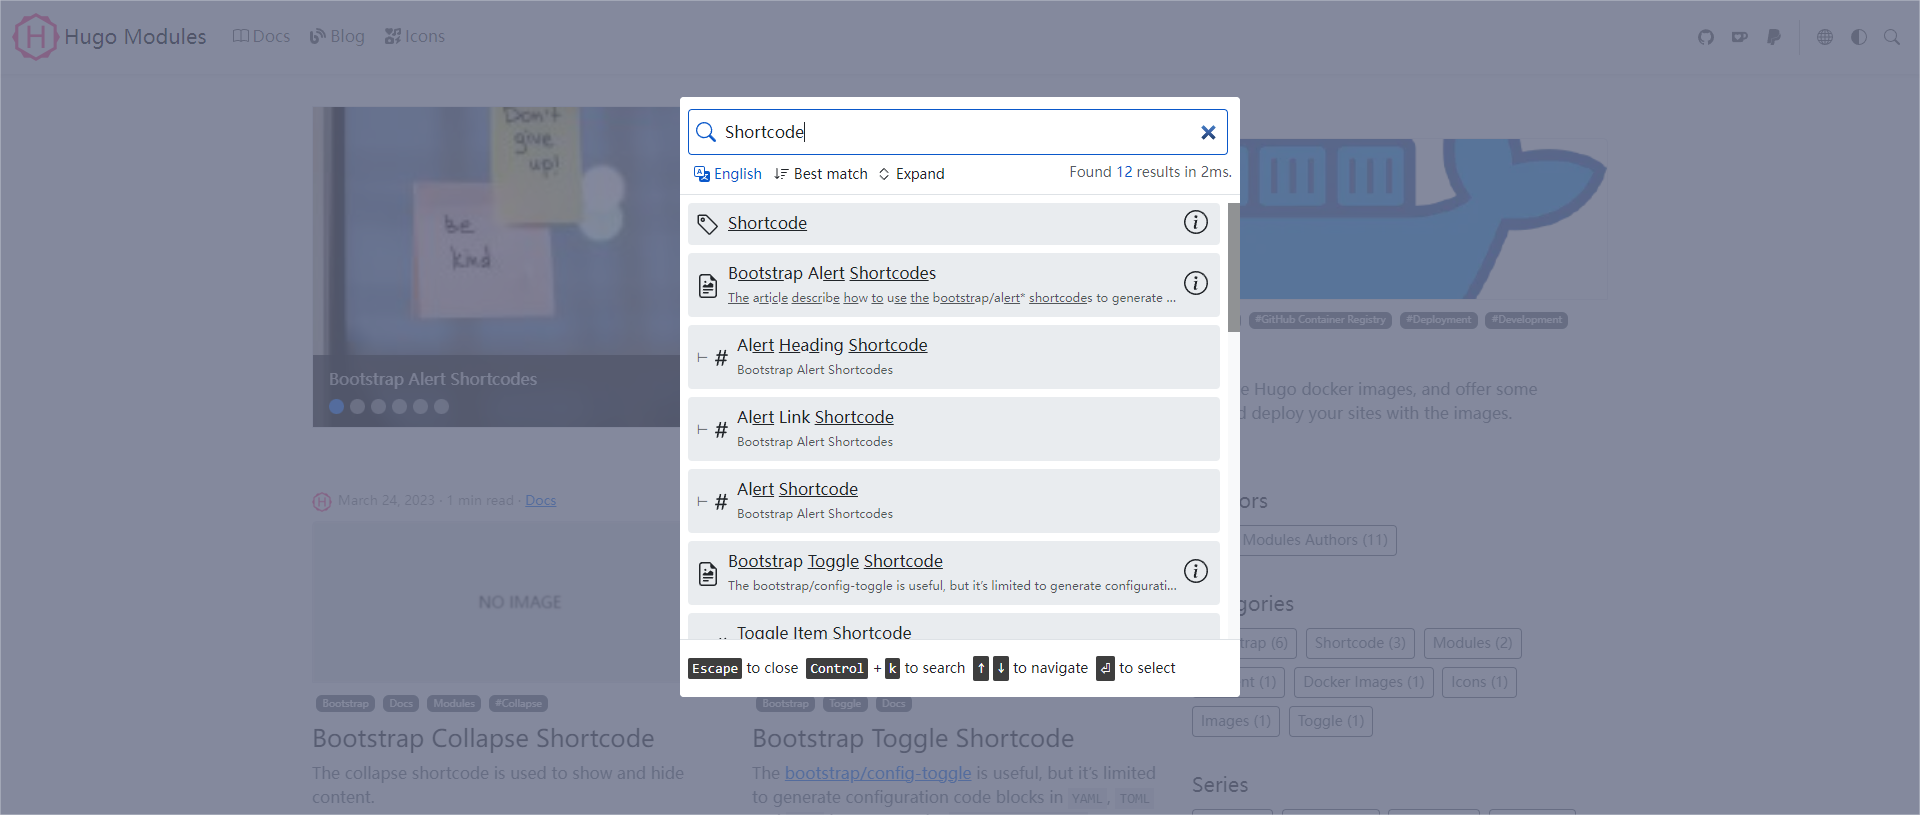 Hugo Modules Docs Blog Icons
Don't
give
up!
be
kind
Bootstrap Alert Shortcodes
March 24, 2023 · 1 min read · Docs
NO IMAGE
Bootstrap Docs Modules #Collapse
Bootstrap Collapse Shortcode
The collapse shortcode is used to show and hide
content.
Shortcode
English Best match Expand Found 12 results in 2ms.
Shortcode
Bootstrap Alert Shortcodes
The article describe how to use the bootstrap/alert* shortcodes to generate ...
# Alert Heading Shortcode
Bootstrap Alert Shortcodes
# Alert Link Shortcode
Bootstrap Alert Shortcodes
# Alert Shortcode
Bootstrap Alert Shortcodes
Bootstrap Toggle Shortcode
The bootstrap/config-toggle is useful, but it's limited to generate configurati...
Toggle Item Shortcode
Escape to close Control + k to search ↑ ↓ to navigate ⏎ to select
Bootstrap Toggle Docs
Bootstrap Toggle Shortcode
The bootstrap/config-toggle is useful, but it's limited
to generate configuration code blocks in YAML, TOML
#GitHub Container Registry #Deployment #Development
Hugo docker images, and offer some
deploy your sites with the images.
Modules Authors (11)
Shortcode (3) Modules (2)
(1) Docker Images (1) Icons (1)
Images (1) Toggle (1)
Series